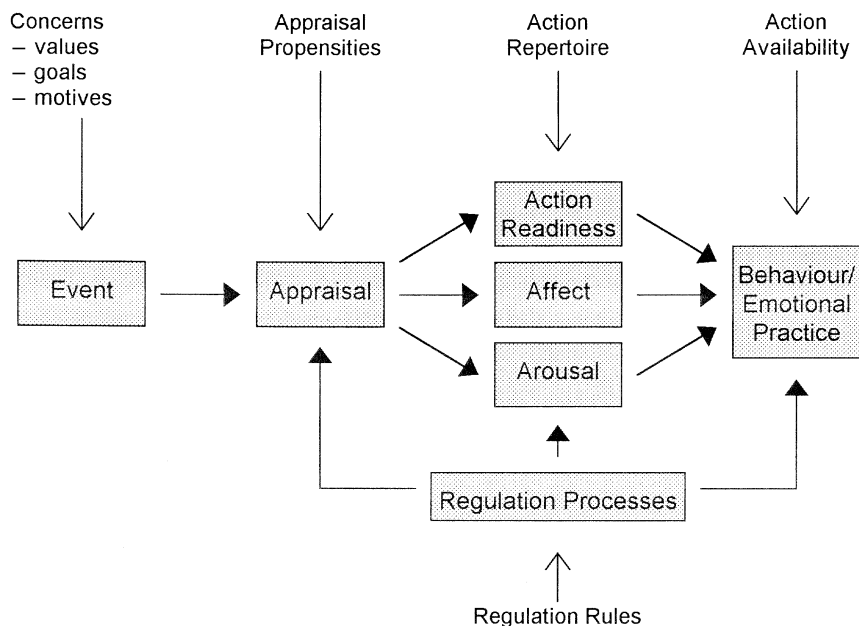 Concerns
– values
– goals
– motives
Appraisal
Propensities
Action
Repertoire
Action
Availability
Event
Appraisal
Action
Readiness
Affect
Arousal
Behaviour/
Emotional
Practice
Regulation Processes
Regulation Rules